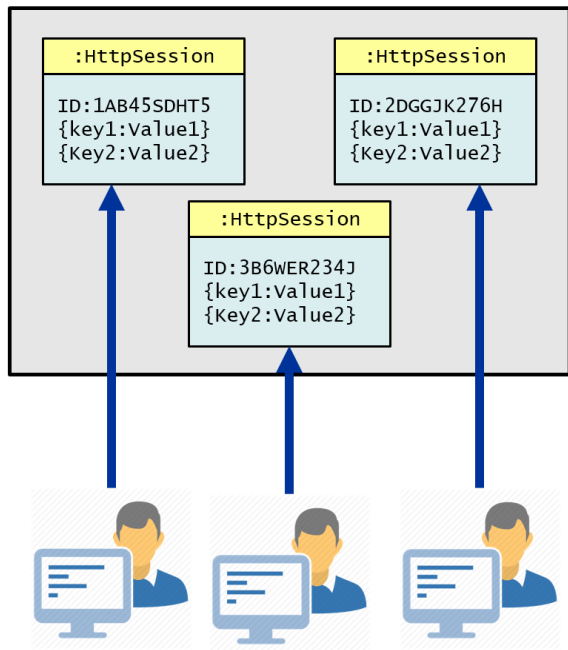 :HttpSession
ID:1AB45SDHT5
{key1:Value1}
{Key2:Value2}
:HttpSession
ID:2DGGJK276H
{key1:Value1}
{Key2:Value2}
:HttpSession
ID:3B6WER234J
{key1:Value1}
{Key2:Value2}